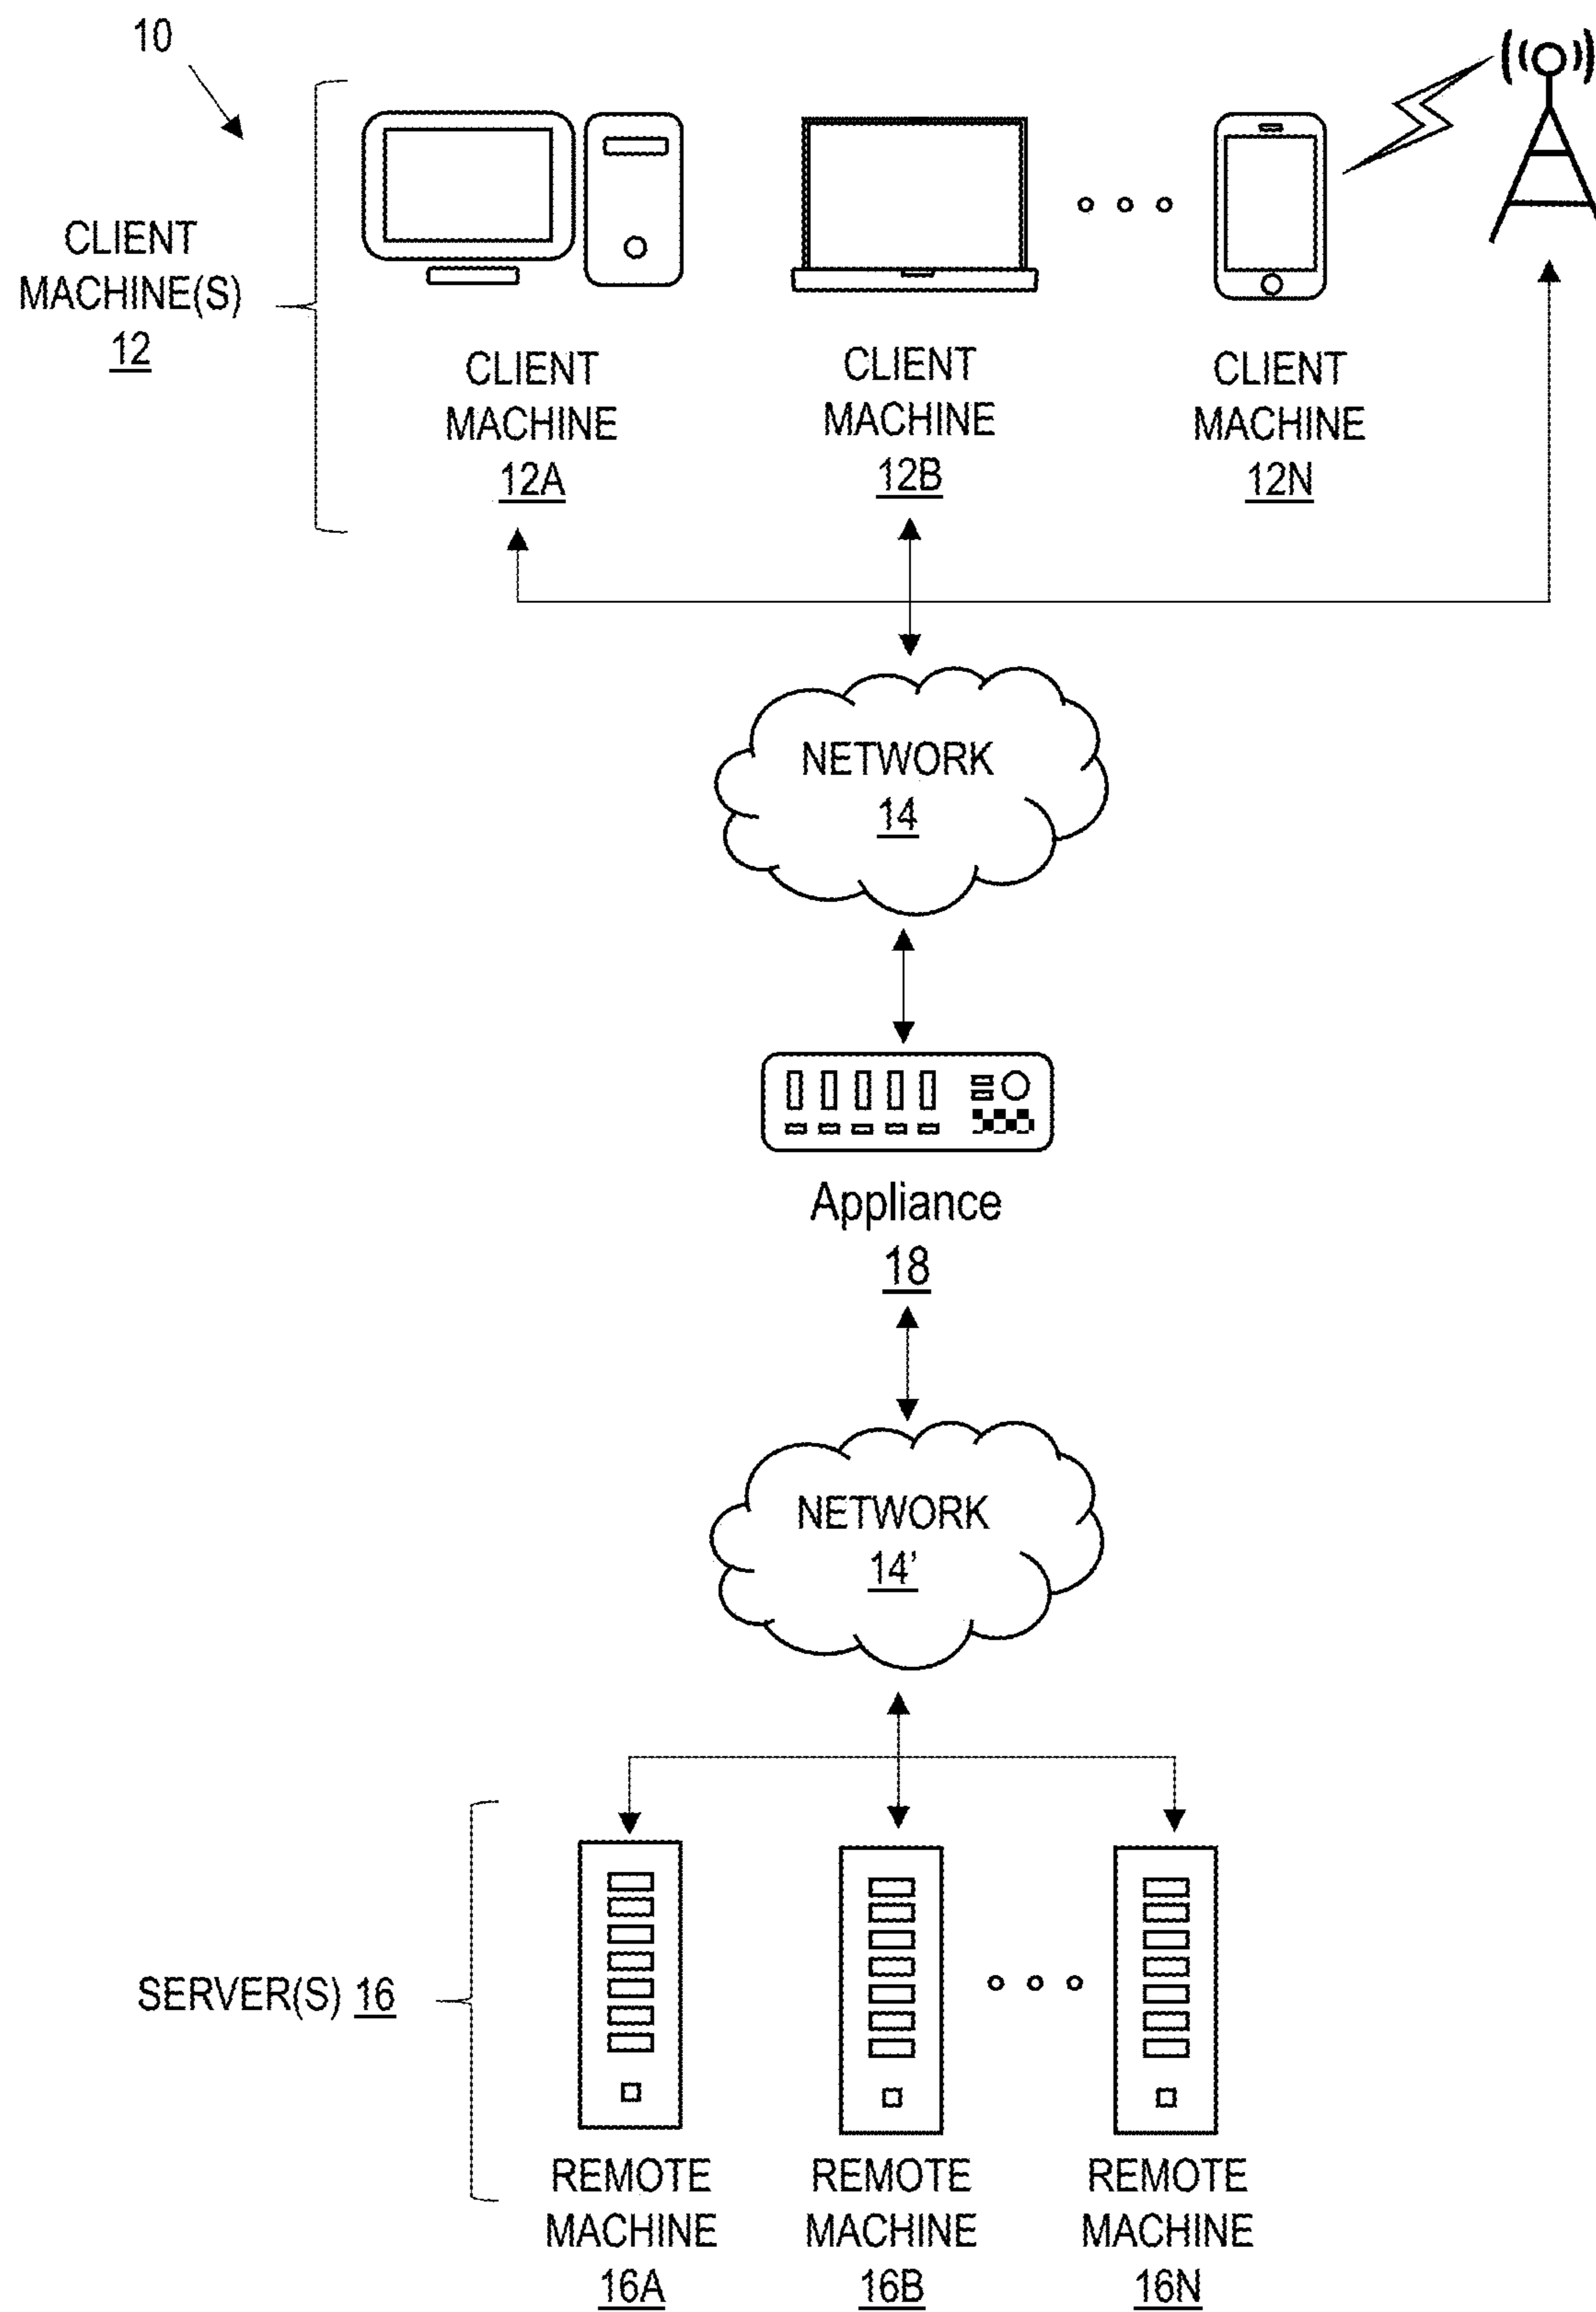 10
CLIENT
MACHINE(S)
12
CLIENT
MACHINE
12A
CLIENT
MACHINE
12B
CLIENT
MACHINE
12N
NETWORK
14
Appliance
18
NETWORK
14’
SERVER(S) 16
REMOTE
MACHINE
16A
REMOTE
MACHINE
16B
REMOTE
MACHINE
16N